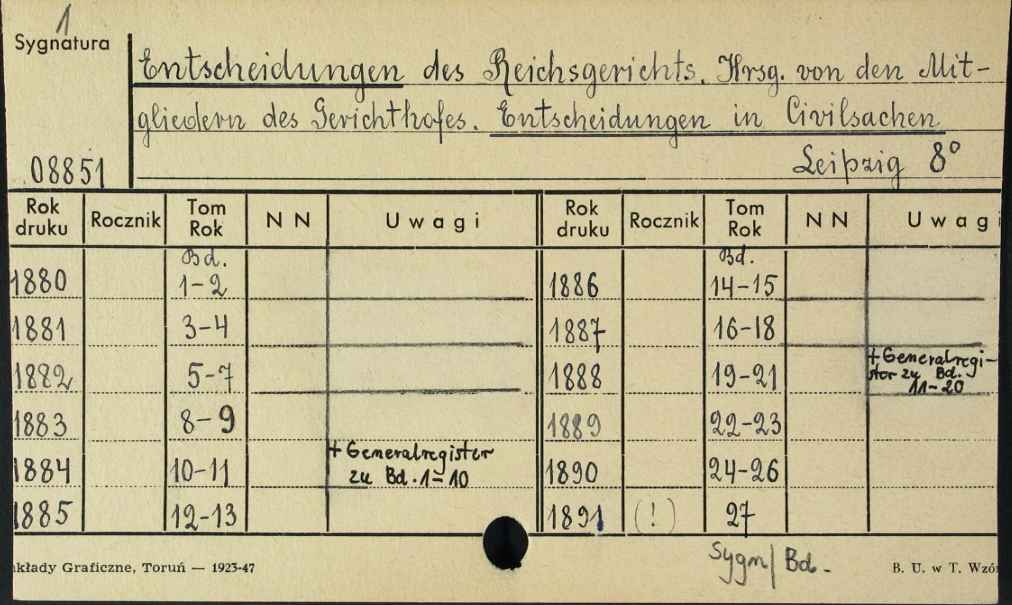 1
Sygnatura
Entscheidungen des Reichsgerichts. Hrsg. von den Mit-
gliedern des Gerichthofes. Entscheidungen in Civilsachen
08851 Leipzig 8°
Rok druku Rocznik Tom Rok N N Uwagi Rok druku Rocznik Tom Rok N N Uwagi
Bd. Bd.
1880 1-2 1886 14-15
1881 3-4 1887 16-18
1882 5-7 1888 19-21 + Generalregi-
ster zu Bd.
11-20
1883 8-9 1889 22-23
1884 10-11 + Generalregister
zu Bd. 1-10 1890 24-26
1885 12-13 1891 (!) 27
Sygn/ Bd.
kłady Graficzne, Toruń — 1923-47 B. U. w T. Wzó